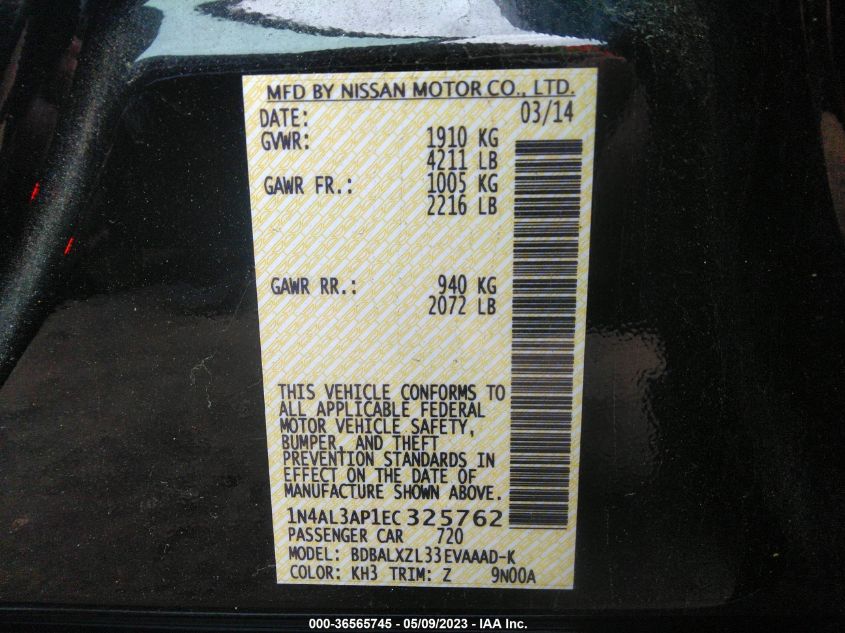 MFD BY NISSAN MOTOR CO., LTD.
DATE: 03/14
GVWR: 1910 KG
4211 LB
GAWR FR.: 1005 KG
2216 LB
GAWR RR.: 940 KG
2072 LB
THIS VEHICLE CONFORMS TO
ALL APPLICABLE FEDERAL
MOTOR VEHICLE SAFETY,
BUMPER, AND THEFT
PREVENTION STANDARDS IN
EFFECT ON THE DATE OF
MANUFACTURE SHOWN ABOVE.
1N4AL3AP1EC325762
PASSENGER CAR 720
MODEL: BDBALXZL33EVAAAD-K
COLOR: KH3 TRIM: Z 9N00A
000-36565745 - 05/09/2023 - IAA Inc.